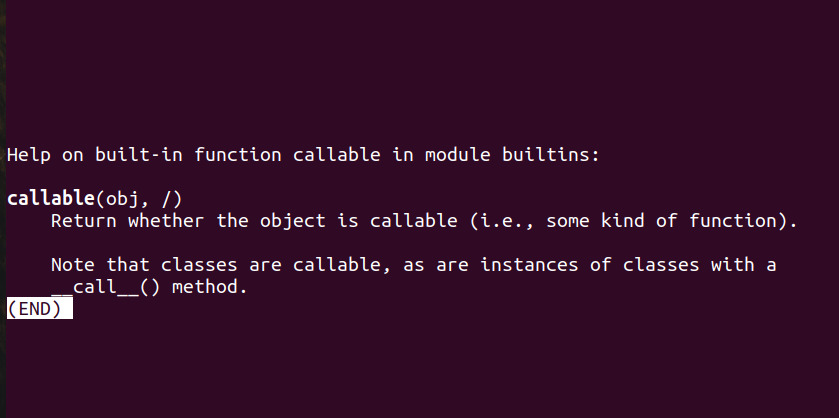 Help on built-in function callable in module builtins:
callable(obj, /)
Return whether the object is callable (i.e., some kind of function).
Note that classes are callable, as are instances of classes with a
__call__() method.
(END)